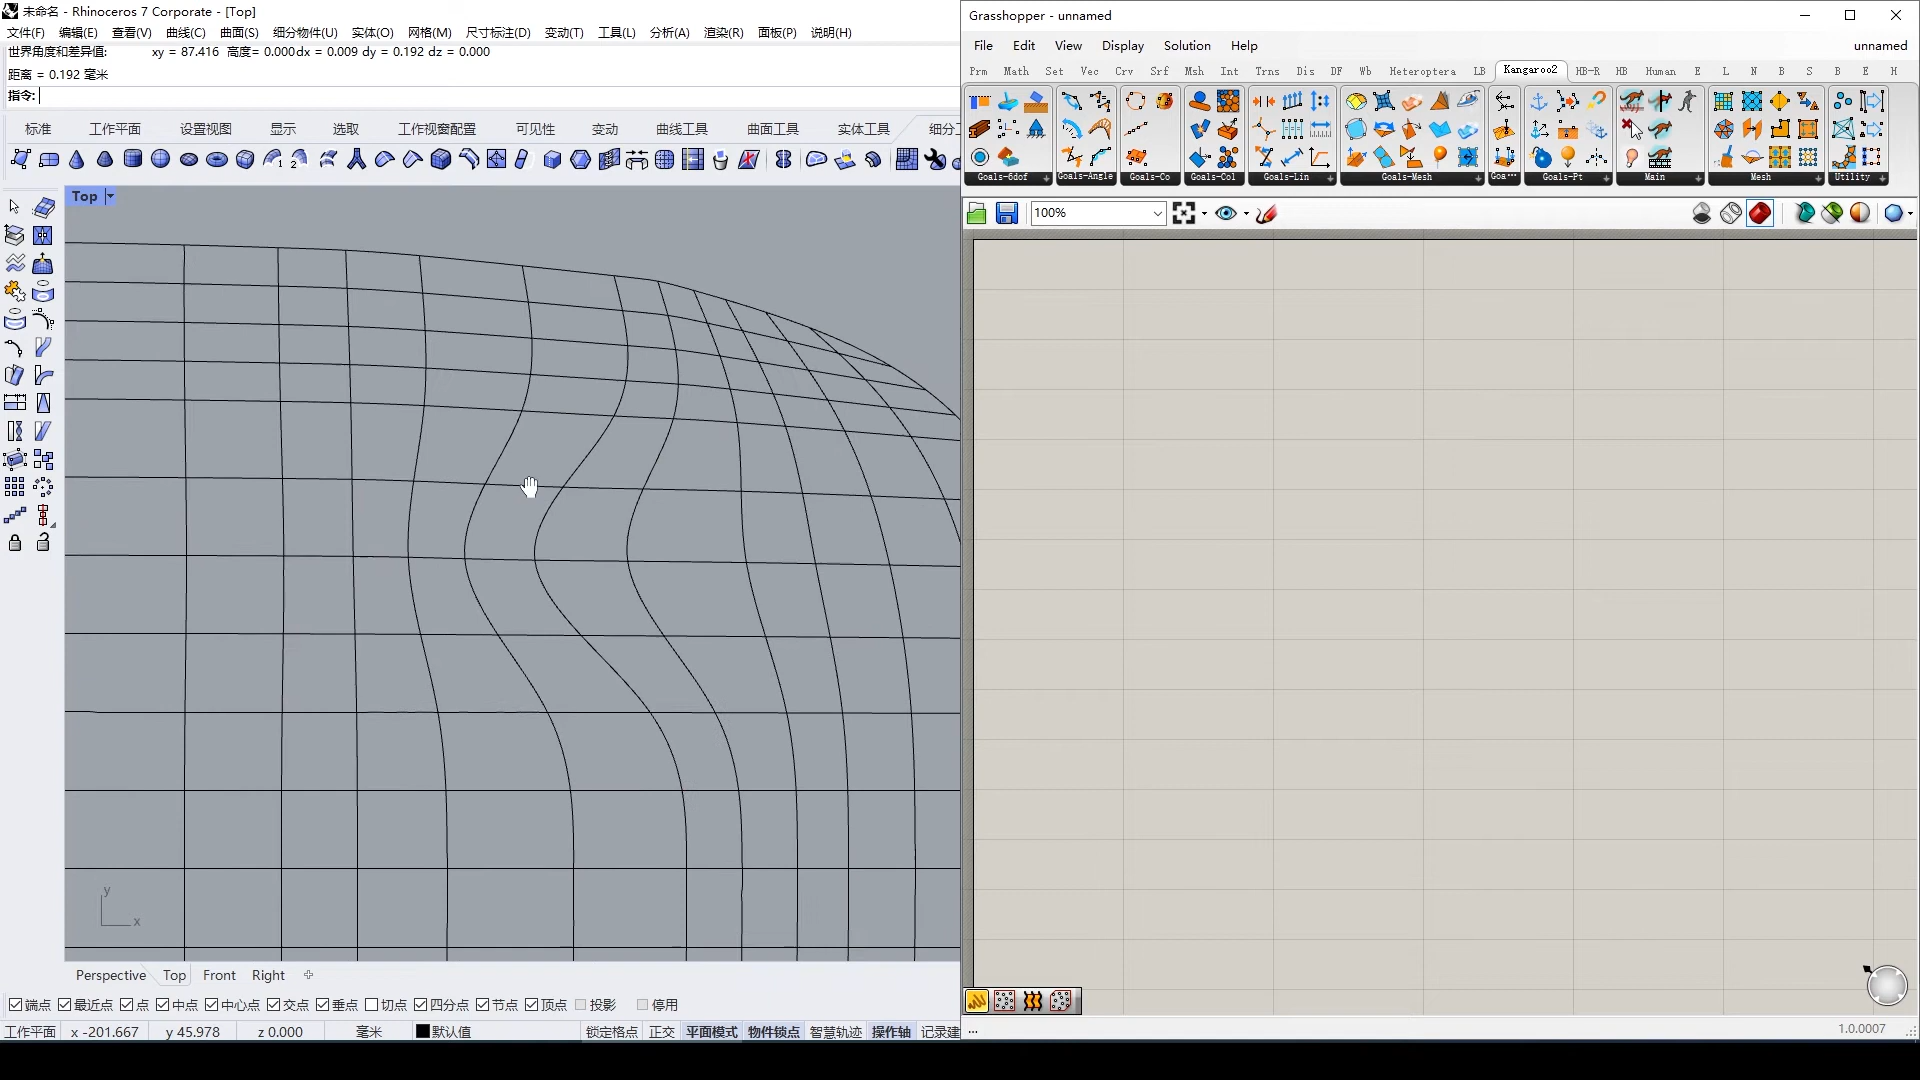 未命名 - Rhinoceros 7 Corporate - [Top]
文件(F) 编辑(E) 查看(V) 曲线(C) 曲面(S) 细分物件(U) 实体(O) 网格(M) 尺寸标注(D) 变动(T) 工具(L) 分析(A) 渲染(R) 面板(P) 说明(H)
世界角度和差异值: xy = 87.416 高度= 0.000dx = 0.009 dy = 0.192 dz = 0.000
距离 = 0.192 毫米
指令:
标准 工作平面 设置视图 显示 选取 工作视窗配置 可见性 变动 曲线工具 曲面工具 实体工具 细分工
Top
y
x
Perspective Top Front Right
端点 最近点 点 中点 中心点 交点 垂点 切点 四分点 节点 顶点 投影 停用
工作平面 x -201.667 y 45.978 z 0.000 毫米 默认值 锁定格点 正交 平面模式 物件锁点 智慧轨迹 操作轴 记录建
Grasshopper - unnamed
File Edit View Display Solution Help unnamed
Prm Math Set Vec Crv Srf Msh Int Trns Dis DF Wb Heteroptera LB Kangaroo2 HB-R HB Human E L N B S B E H
Goals-6dof Goals-Angle Goals-Co Goals-Col Goals-Lin Goals-Mesh Goa··· Goals-Pt Main Mesh Utility
100%
...
1.0.0007